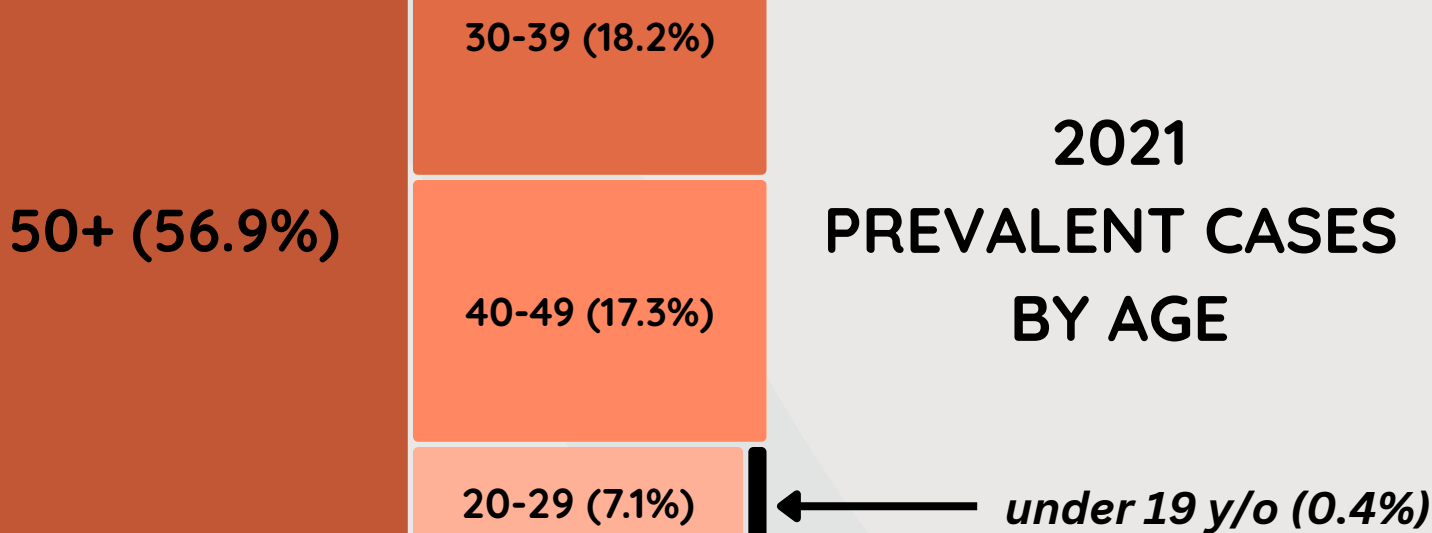 50+ (56.9%)
30-39 (18.2%)
40-49 (17.3%)
20-29 (7.1%)
2021
PREVALENT CASES
BY AGE
under 19 y/o (0.4%)